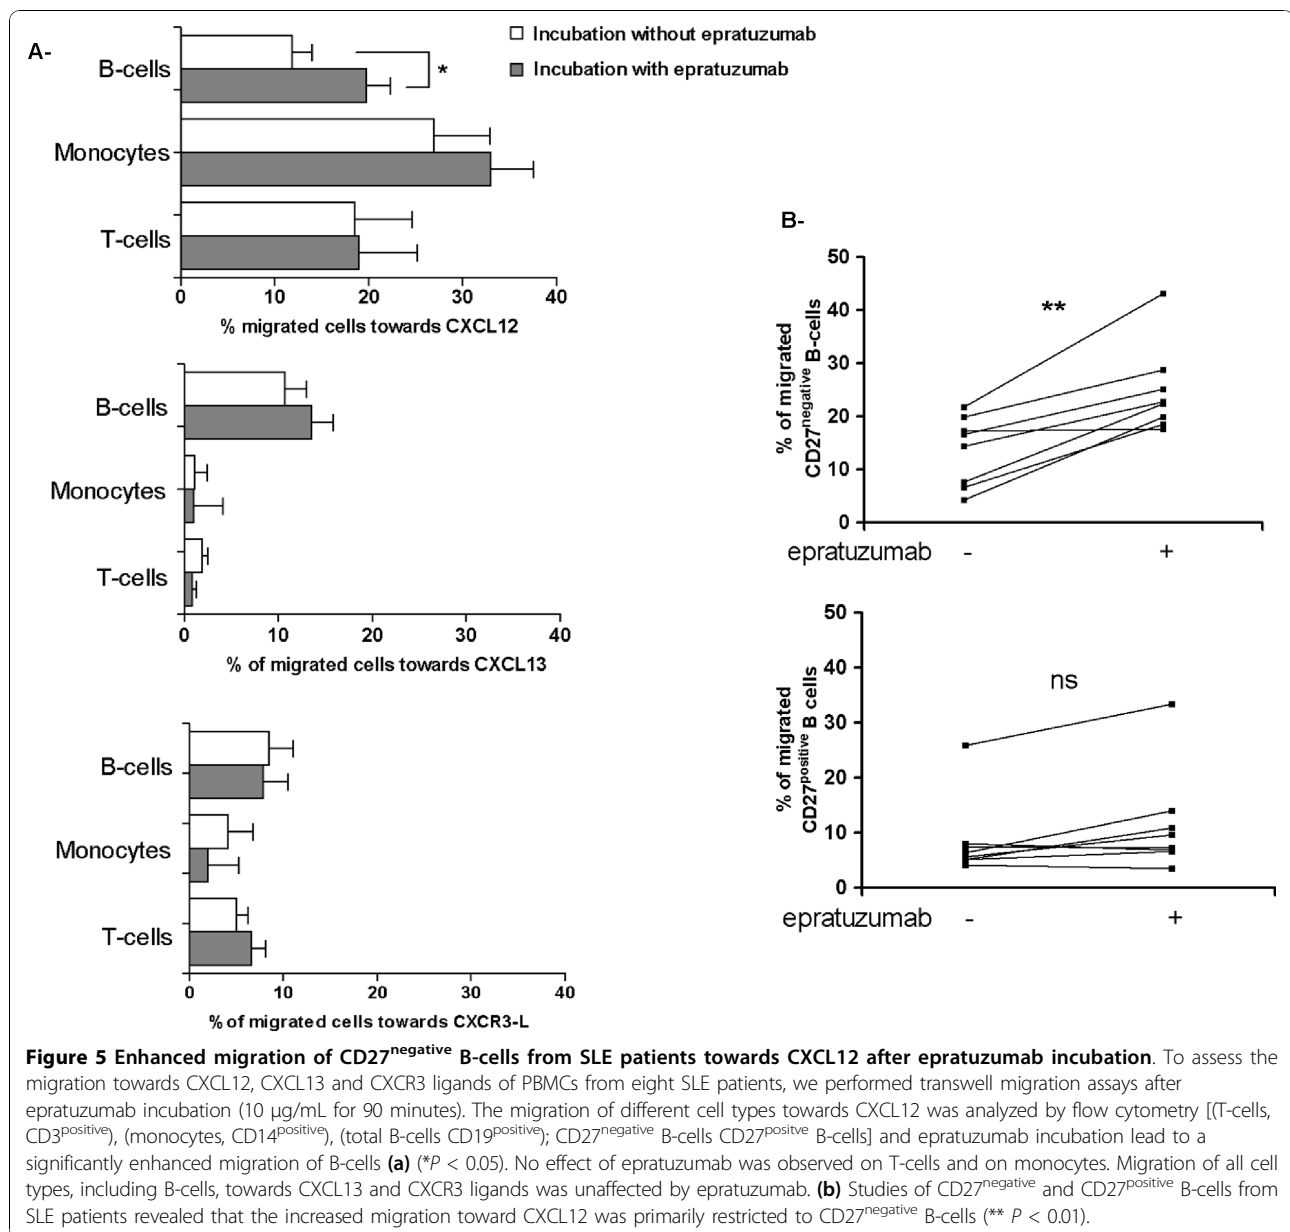 A-
Incubation without epratuzumab
Incubation with epratuzumab
B-cells
*
Monocytes
T-cells
0 10 20 30 40
% migrated cells towards CXCL12
B-cells
Monocytes
T-cells
0 10 20 30 40
% of migrated cells towards CXCL13
B-cells
Monocytes
T-cells
0 10 20 30 40
% of migrated cells towards CXCR3-L
B-
% of migrated
CD27negative B-cells
50
40
30
20
10
0
**
epratuzumab - +
% of migrated
CD27positive B cells
50
40
30
20
10
0
ns
epratuzumab - +
Figure 5 Enhanced migration of CD27negative B-cells from SLE patients towards CXCL12 after epratuzumab incubation. To assess the
migration towards CXCL12, CXCL13 and CXCR3 ligands of PBMCs from eight SLE patients, we performed transwell migration assays after
epratuzumab incubation (10 μg/mL for 90 minutes). The migration of different cell types towards CXCL12 was analyzed by flow cytometry [(T-cells,
CD3positive), (monocytes, CD14positive), (total B-cells CD19positive); CD27negative B-cells CD27positve B-cells] and epratuzumab incubation lead to a
significantly enhanced migration of B-cells (a) (*P < 0.05). No effect of epratuzumab was observed on T-cells and on monocytes. Migration of all cell
types, including B-cells, towards CXCL13 and CXCR3 ligands was unaffected by epratuzumab. (b) Studies of CD27negative and CD27positive B-cells from
SLE patients revealed that the increased migration toward CXCL12 was primarily restricted to CD27negative B-cells (** P < 0.01).